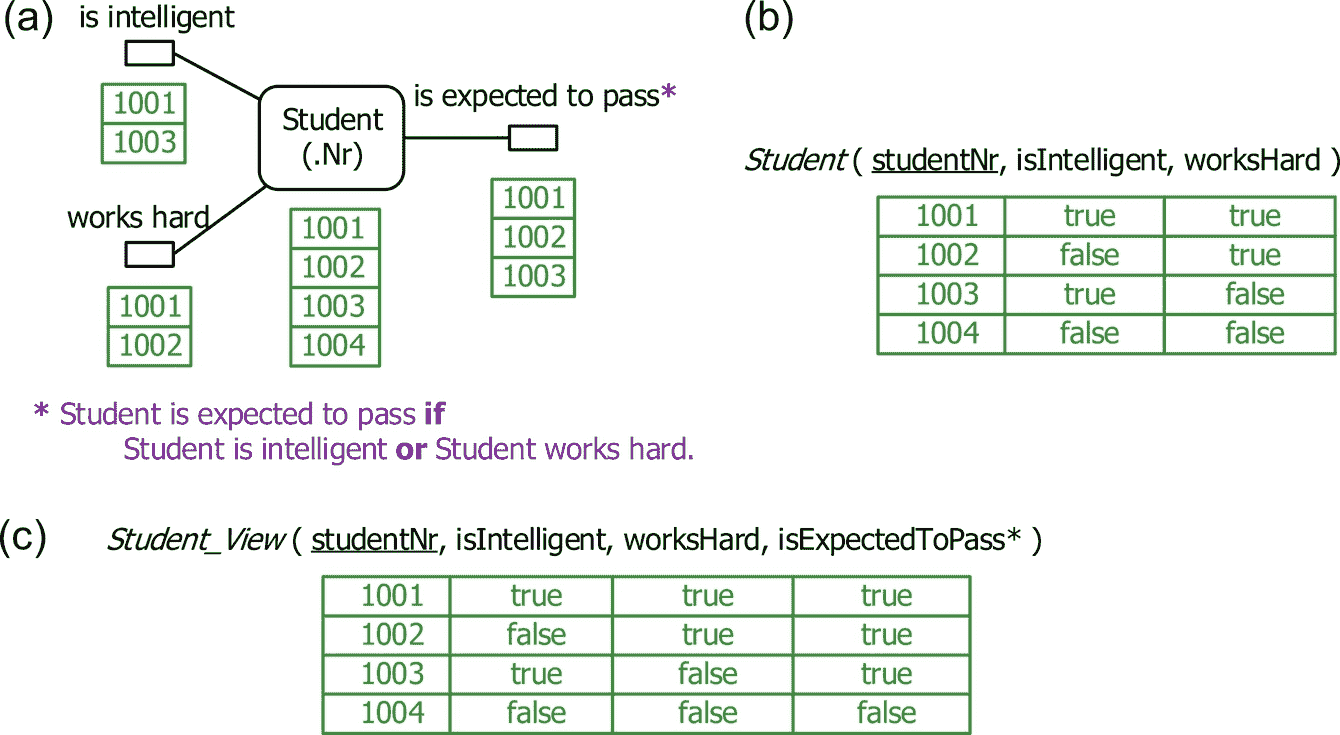 (a)
is intelligent
1001
1003
Student
(.Nr)
is expected to pass*
1001
1002
1003
works hard
1001
1002
1001
1002
1003
1004
* Student is expected to pass if
Student is intelligent or Student works hard.
(b)
Student ( studentNr, isIntelligent, worksHard )
1001 true true
1002 false true
1003 true false
1004 false false
(c)
Student_View ( studentNr, isIntelligent, worksHard, isExpectedToPass* )
1001 true true true
1002 false true true
1003 true false true
1004 false false false